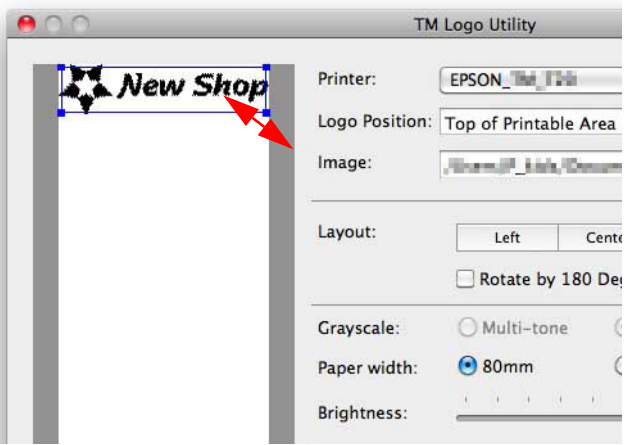 TM Logo Utility
New Shop
Printer: EPSON_
Logo Position: Top of Printable Area
Image:
Layout: Left
Rotate by 180
Grayscale: Multi-tone
Paper width: 80mm
Brightness: